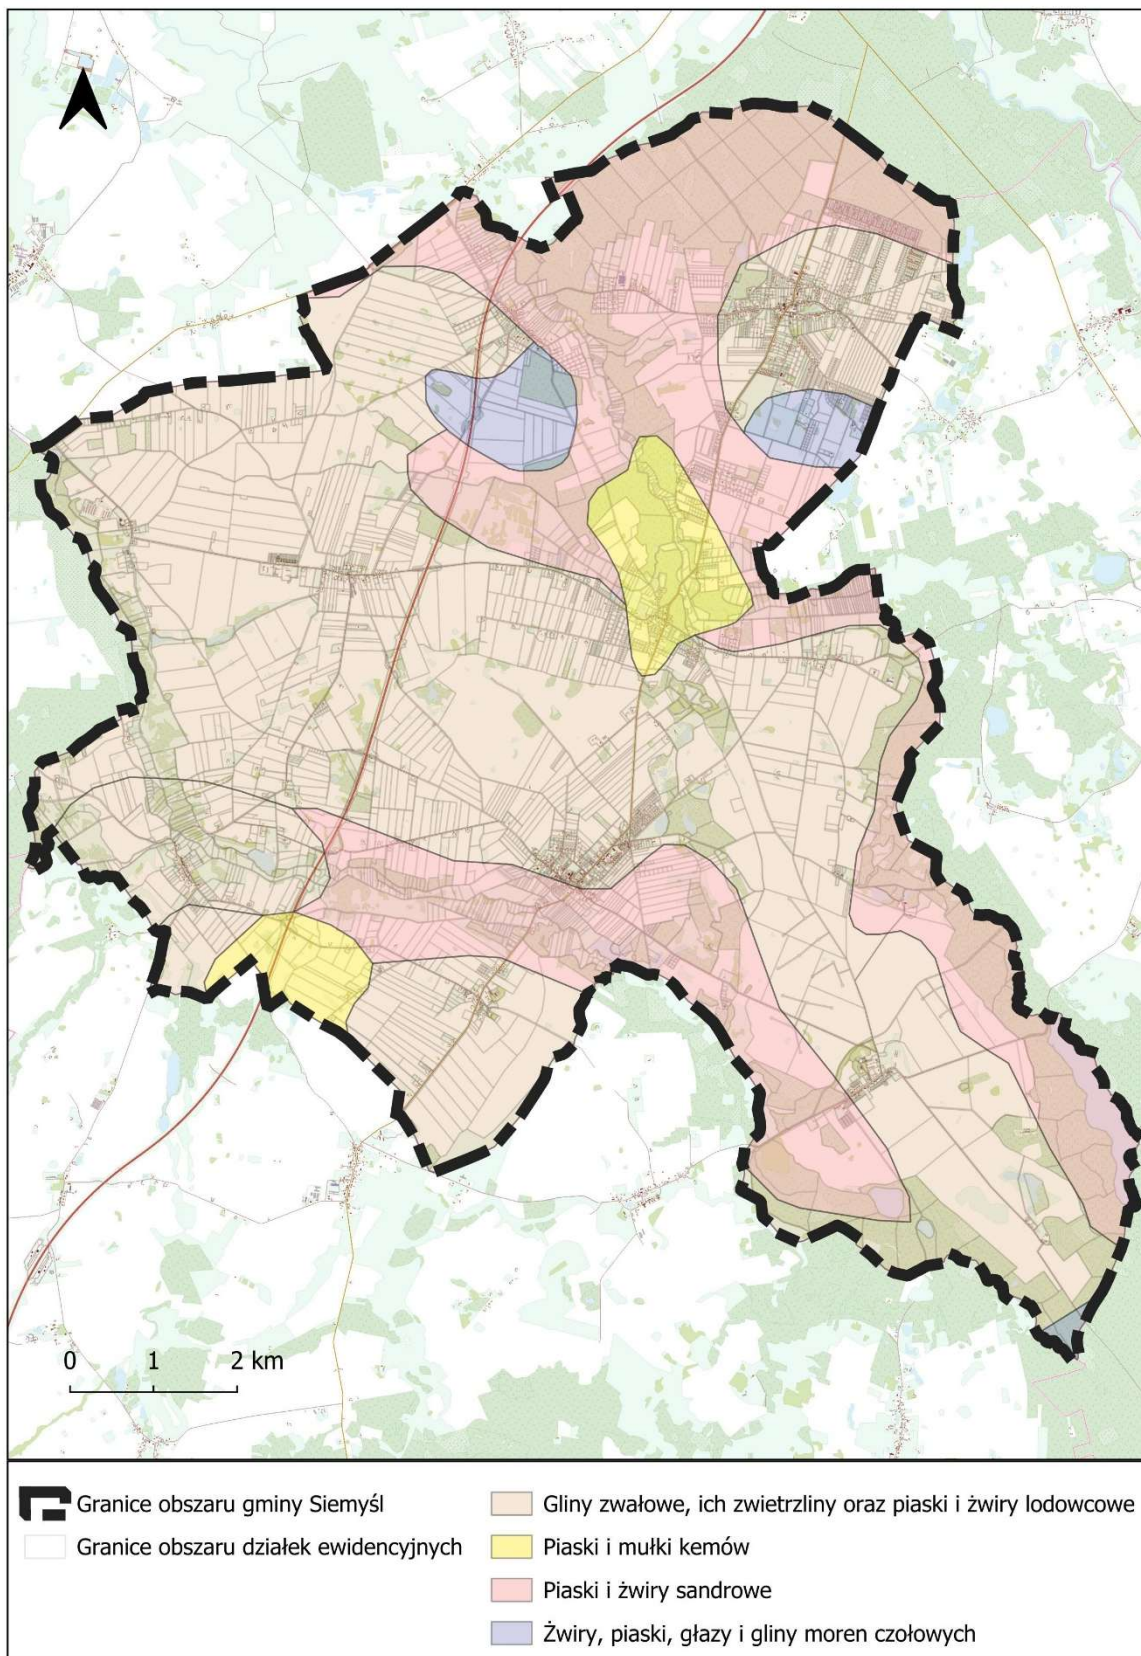 0 1 2 km
Granice obszaru gminy Siemyśl
Granice obszaru działek ewidencyjnych
Gliny zwałowe, ich zwietrzliny oraz piaski i żwiry lodowcowe
Piaski i mułki kemów
Piaski i żwiry sandrowe
Żwiry, piaski, głazy i gliny moren czołowych